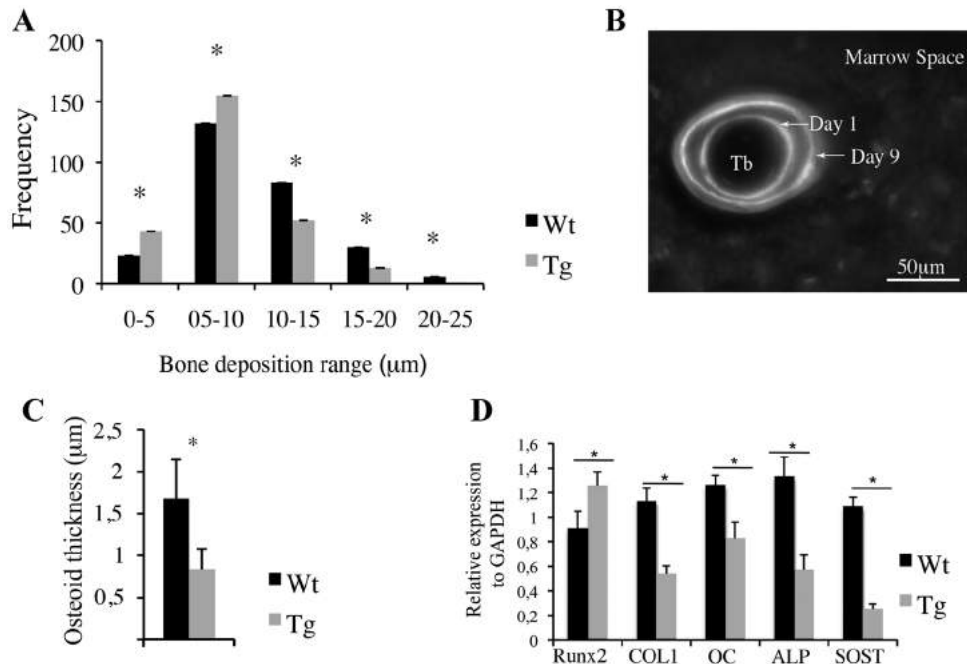 A
200
150
100
50
0
Frequency
*
*
*
*
*
0-5 05-10 10-15 15-20 20-25
Bone deposition range (μm)
Wt
Tg
B
Marrow Space
Day 1
Day 9
Tb
50μm
C
2,5
2
1,5
1
0,5
Osteoid thickness (μm)
*
Wt
Tg
D
1,6
1,4
1,2
1
0,8
0,6
0,4
0,2
0
Relative expression
to GAPDH
*
*
*
*
*
Runx2 COL1 OC ALP SOST
Wt
Tg